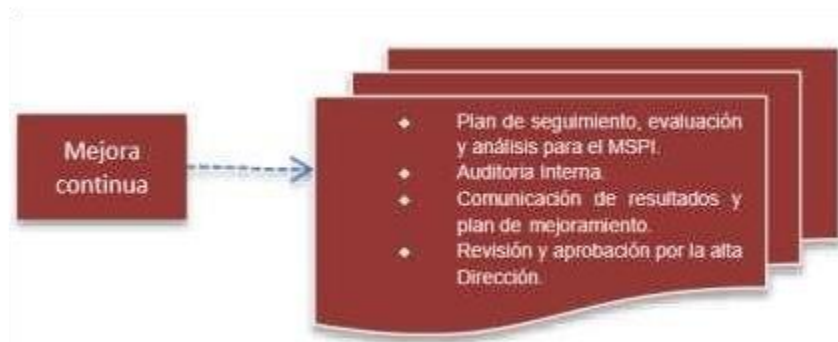 Mejora
continua
Plan de seguimiento, evaluación
y análisis para el MSPI.
Auditoria Interna.
Comunicación de resultados y
plan de mejoramiento.
Revisión y aprobación por la alta
Dirección.